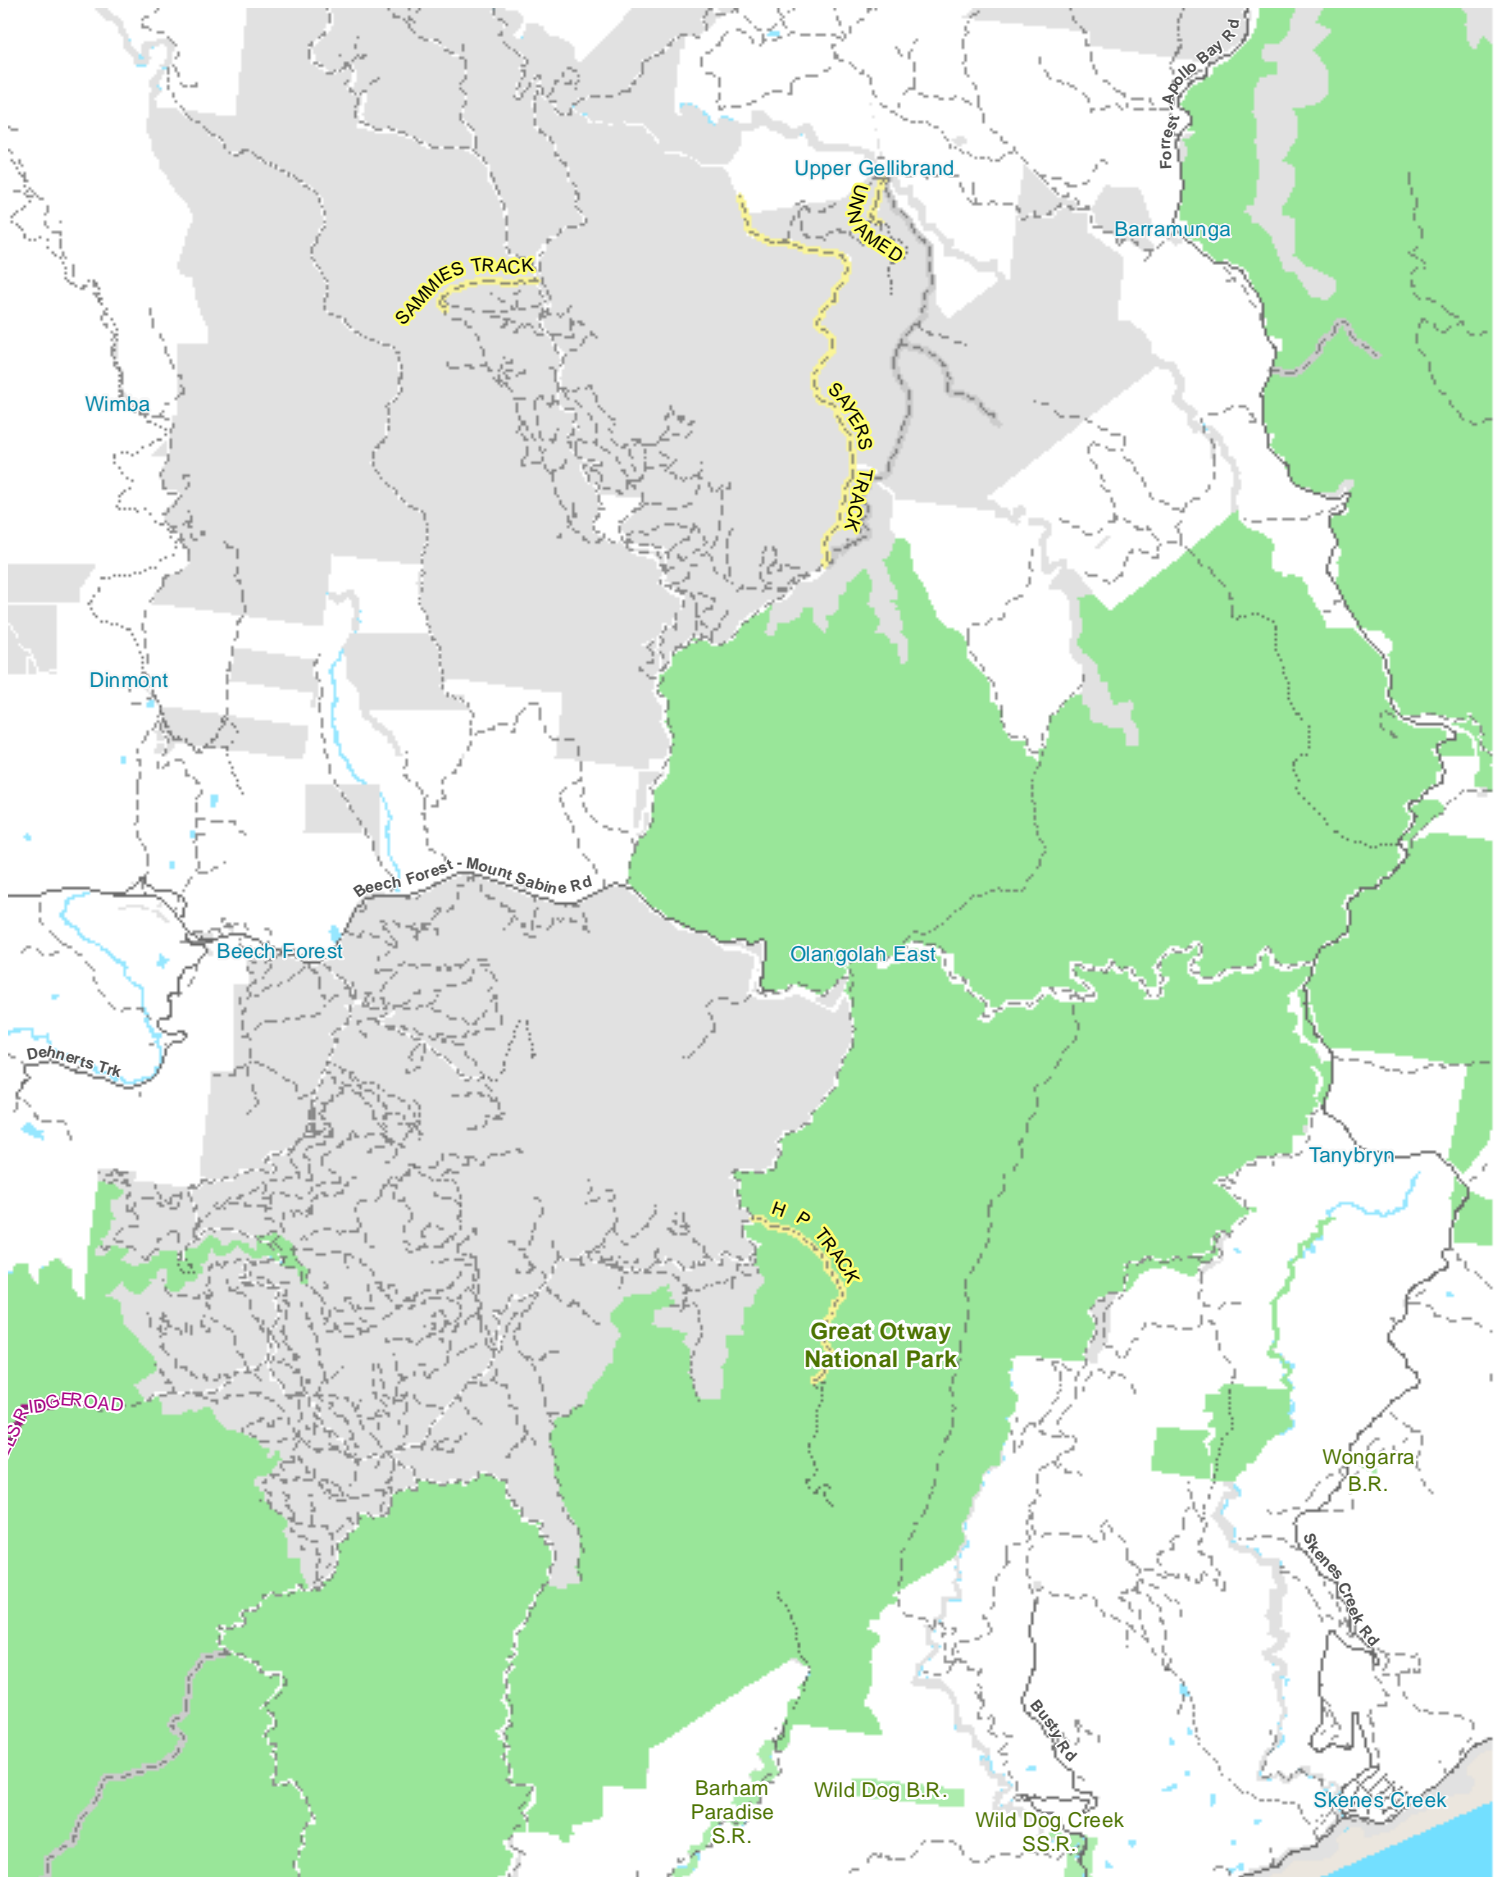 Forrest - Apollo Bay Rd
Upper Gellibrand
UNNAMED
Barramunga
SAMMIES TRACK
SAYERS TRACK
Wimba
Dinmont
Beech Forest - Mount Sabine Rd
Beech Forest
Olangolah East
Dehnerts Trk
Tanybryn
H P TRACK
Great Otway
National Park
RIDGE ROAD
Wongarra
B.R.
Skenes Creek Rd
Busty Rd
Barham
Paradise
S.R.
Wild Dog B.R.
Wild Dog Creek
SS.R.
Skenes Creek